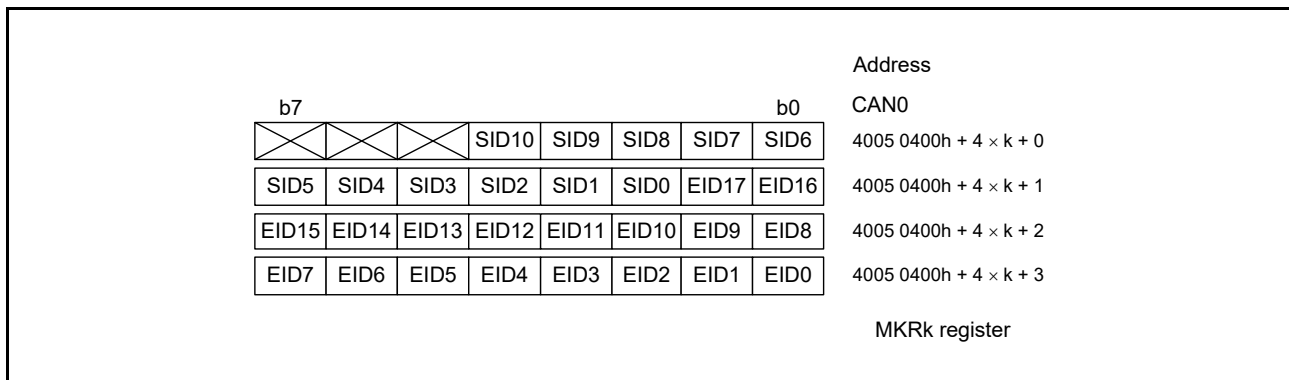 Address
b7 b0 CAN0
SID10 SID9 SID8 SID7 SID6 4005 0400h + 4 × k + 0
SID5 SID4 SID3 SID2 SID1 SID0 EID17 EID16 4005 0400h + 4 × k + 1
EID15 EID14 EID13 EID12 EID11 EID10 EID9 EID8 4005 0400h + 4 × k + 2
EID7 EID6 EID5 EID4 EID3 EID2 EID1 EID0 4005 0400h + 4 × k + 3
MKRk register